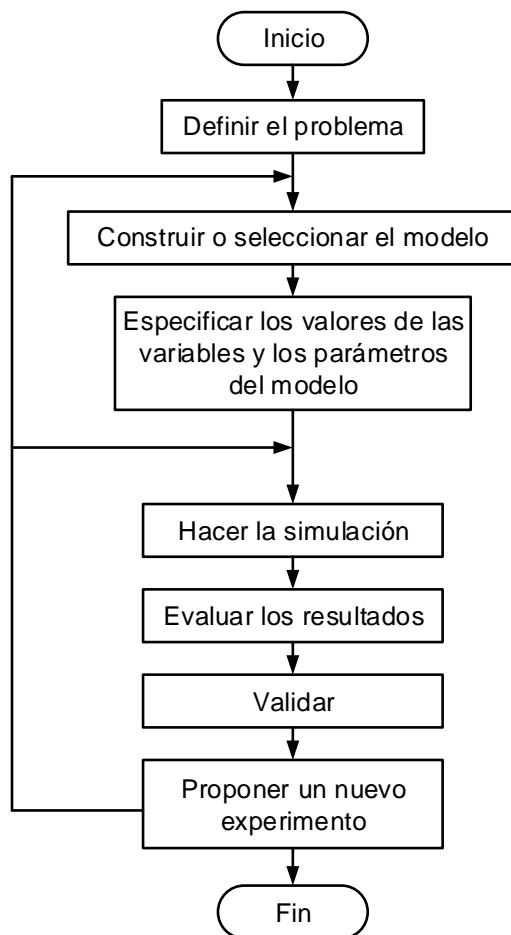 Inicio
Definir el problema
Construir o seleccionar el modelo
Especificar los valores de las
variables y los parámetros
del modelo
Hacer la simulación
Evaluar los resultados
Validar
Proponer un nuevo
experimento
Fin